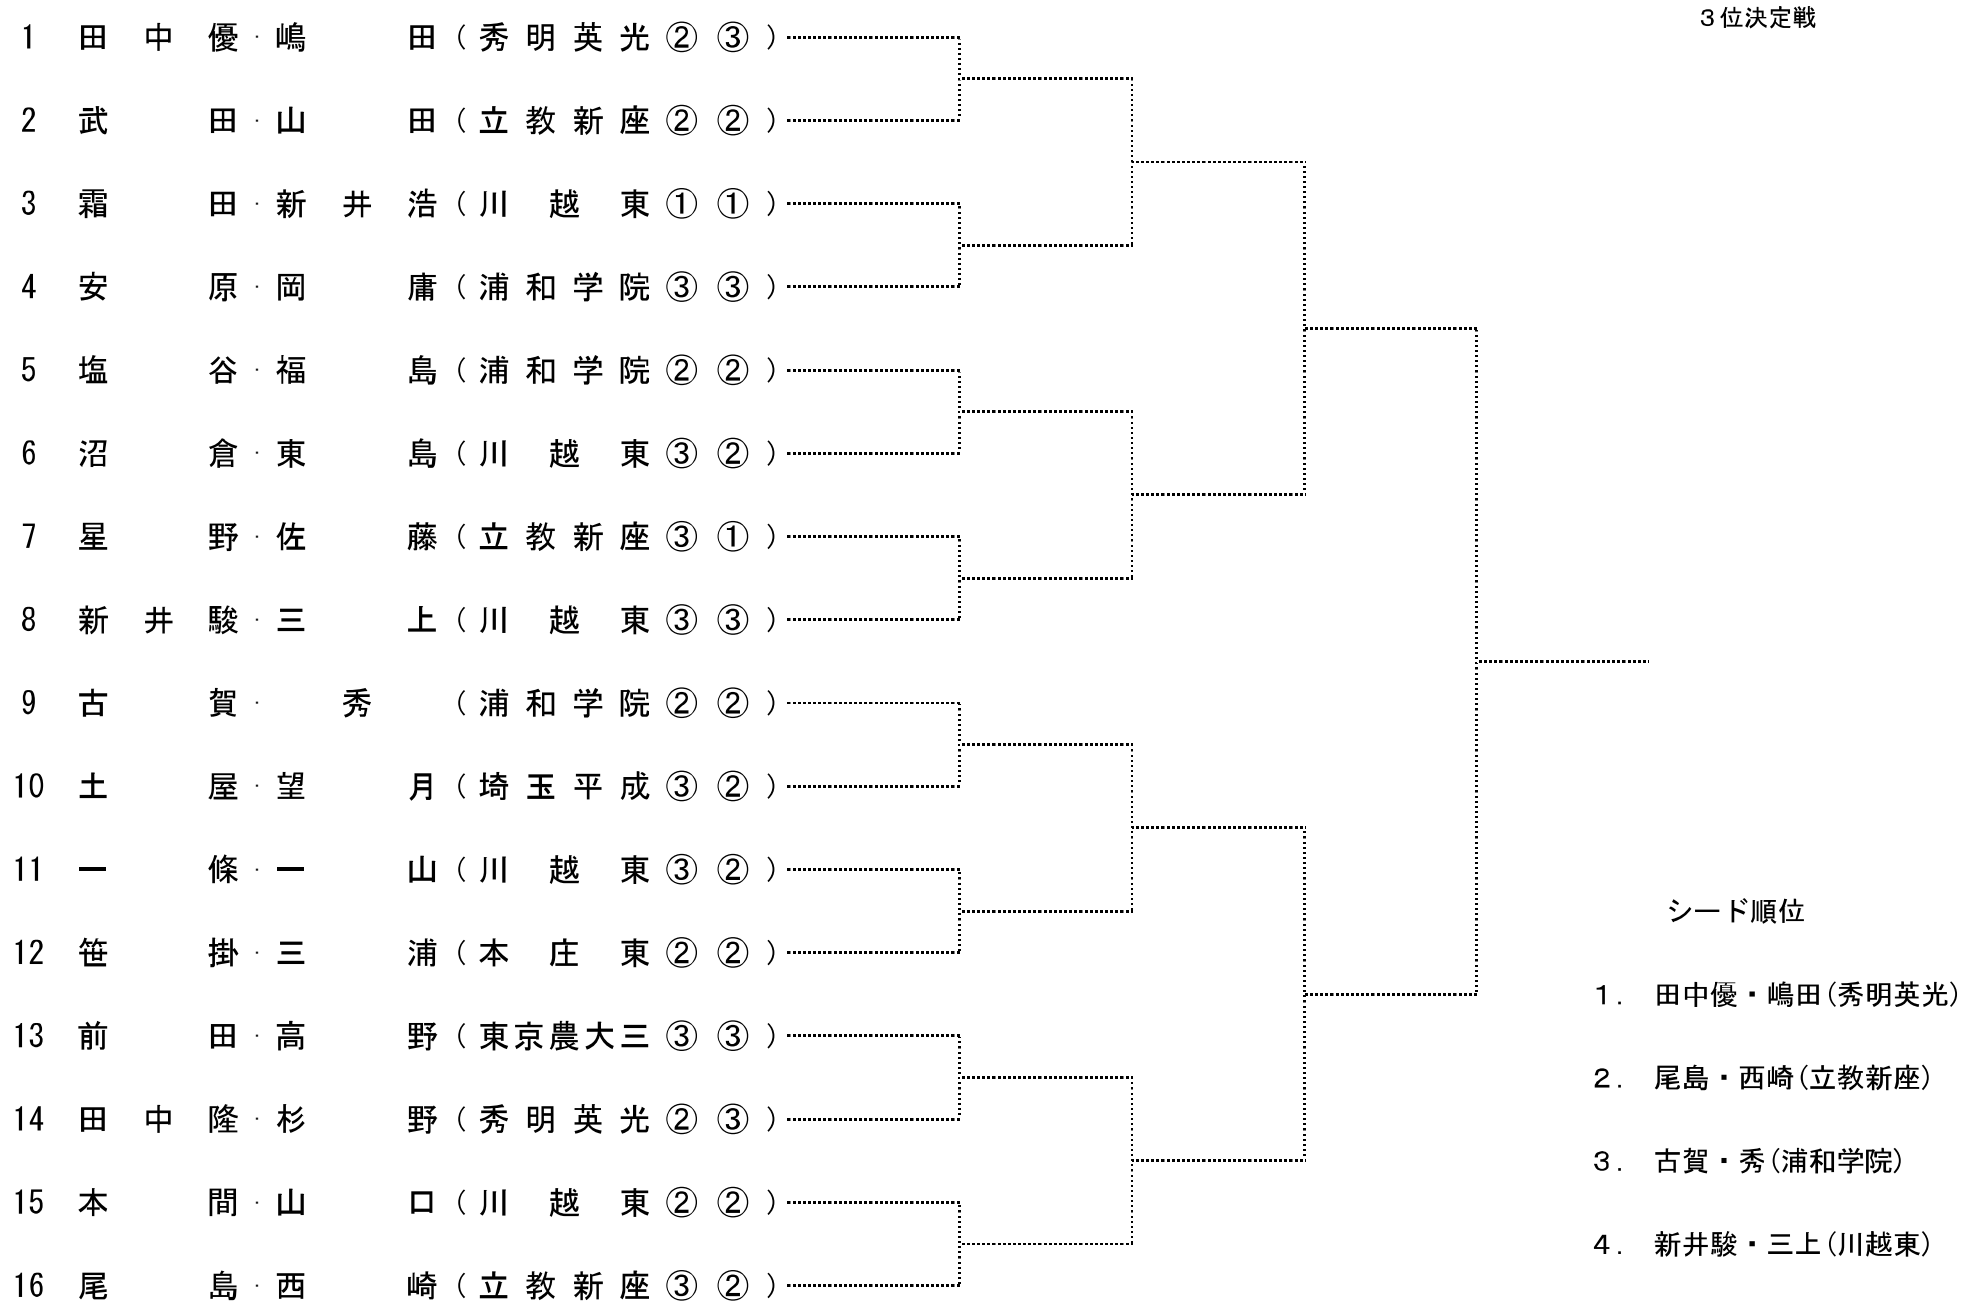 ３位決定戦
1 田中優・嶋田（秀明英光②③）
2 武田・山田（立教新座②②）
3 霜田・新井浩（川越東①①）
4 安原・岡庸（浦和学院③③）
5 塩谷・福島（浦和学院②②）
6 沼倉・東島（川越東③②）
7 星野・佐藤（立教新座③①）
8 新井駿・三上（川越東③③）
9 古賀・秀（浦和学院②②）
10 土屋・望月（埼玉平成③②）
11 一條・一山（川越東③②）
シード順位
12 笹掛・三浦（本庄東②②）
1. 田中優・嶋田(秀明英光)
13 前田・高野（東京農大三③③）
2. 尾島・西崎(立教新座)
14 田中隆・杉野（秀明英光②③）
3. 古賀・秀(浦和学院)
15 本間・山口（川越東②②）
4. 新井駿・三上(川越東)
16 尾島・西崎（立教新座③②）